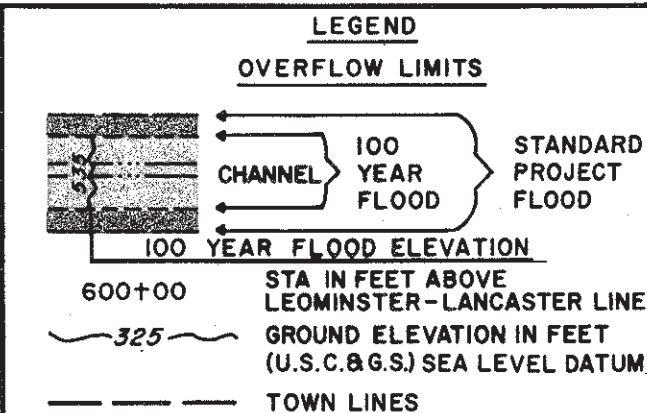 LEGEND
OVERFLOW LIMITS
535
CHANNEL
100
YEAR
FLOOD
STANDARD
PROJECT
FLOOD
100 YEAR FLOOD ELEVATION
600+00
STA IN FEET ABOVE
LEOMINSTER-LANCASTER LINE
325
GROUND ELEVATION IN FEET
(U.S.C.&G.S.) SEA LEVEL DATUM
TOWN LINES